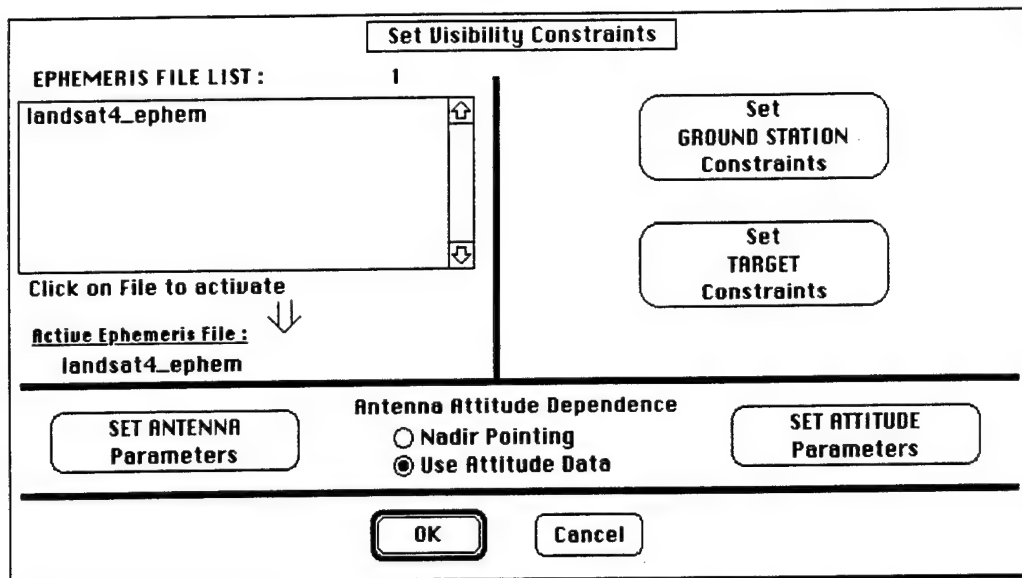 Set Visibility Constraints
EPHEMERIS FILE LIST : 1
landsat4_ephem
Click on File to activate
Active Ephemeris File :
landsat4_ephem
Set
GROUND STATION
Constraints
Set
TARGET
Constraints
SET ANTENNA
Parameters
Antenna Attitude Dependence
Nadir Pointing
Use Attitude Data
SET ATTITUDE
Parameters
OK
Cancel